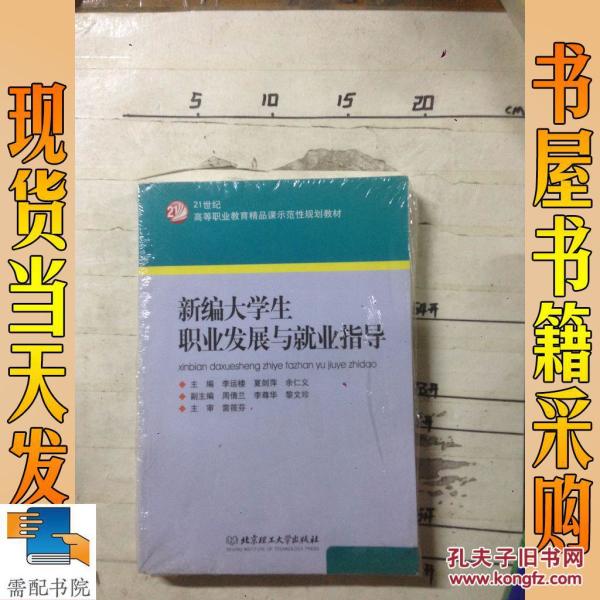 现货当天发
书屋书籍采购
5 10 15 20 cm
21
21世纪
高等职业教育精品课示范性规划教材
新编大学生
职业发展与就业指导
xinbian daxuesheng zhiye fazhan yu jiuye zhidao
◆ 主 编 李运楼 夏剑萍 余仁义
◆ 副主编 周倩兰 李尊华 黎文珍
◆ 主 审 雷筱芬
北京理工大学出版社
BEIJING INSTITUTE OF TECHNOLOGY PRESS
需配书院
孔夫子旧书网
www.kongfz.com